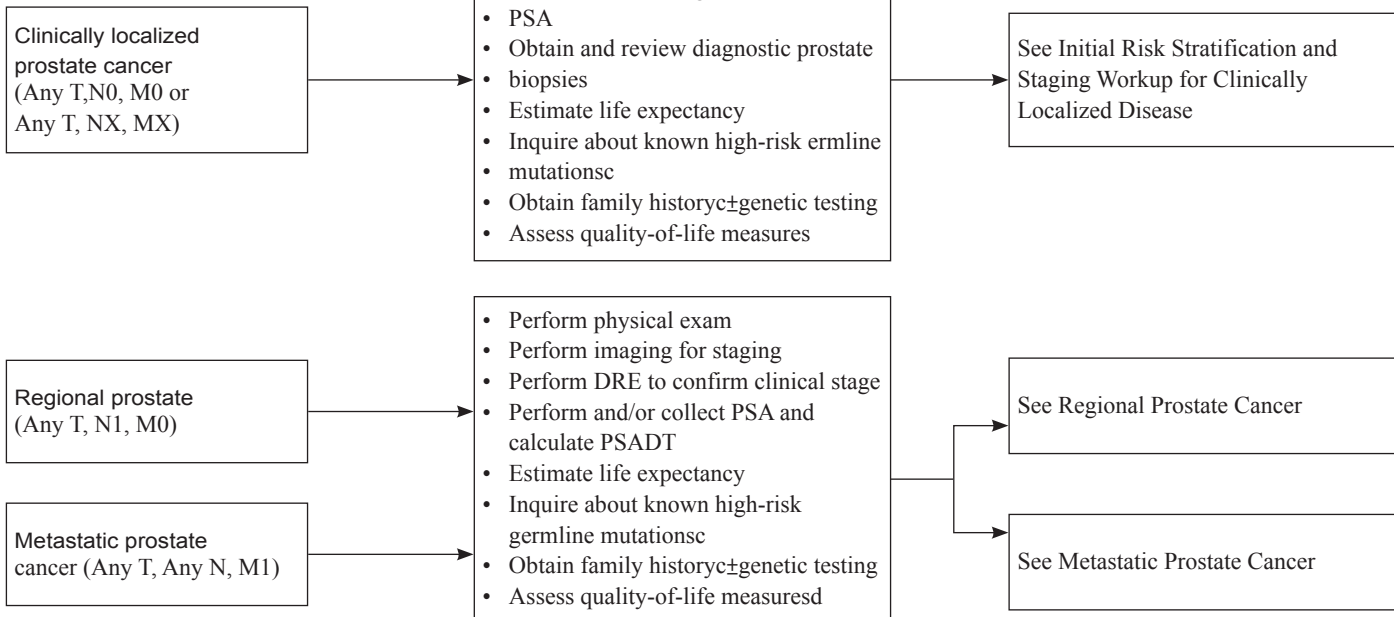 Clinically localized
prostate cancer
(Any T,N0, M0 or
Any T, NX, MX)
• PSA
• Obtain and review diagnostic prostate
• biopsies
• Estimate life expectancy
• Inquire about known high-risk ermline
• mutationsc
• Obtain family historyc±genetic testing
• Assess quality-of-life measures
See Initial Risk Stratification and
Staging Workup for Clinically
Localized Disease
Regional prostate
(Any T, N1, M0)
Metastatic prostate
cancer (Any T, Any N, M1)
• Perform physical exam
• Perform imaging for staging
• Perform DRE to confirm clinical stage
• Perform and/or collect PSA and
calculate PSADT
• Estimate life expectancy
• Inquire about known high-risk
germline mutationsc
• Obtain family historyc±genetic testing
• Assess quality-of-life measuresd
See Regional Prostate Cancer
See Metastatic Prostate Cancer